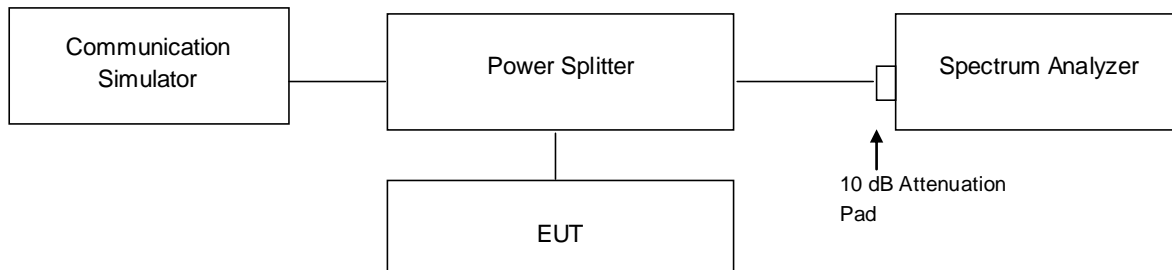 Communication
Simulator
Power Splitter
Spectrum Analyzer
10 dB Attenuation
Pad
EUT